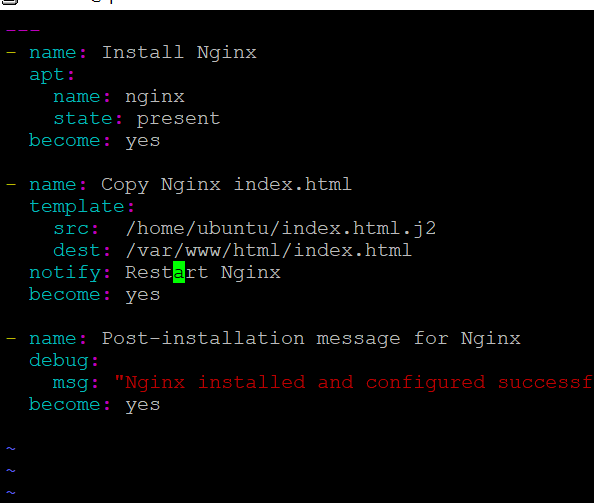 ---
- name: Install Nginx
  apt:
    name: nginx
    state: present
  become: yes

- name: Copy Nginx index.html
  template:
    src:  /home/ubuntu/index.html.j2
    dest: /var/www/html/index.html
  notify: Restart Nginx
  become: yes

- name: Post-installation message for Nginx
  debug:
    msg: "Nginx installed and configured successf
  become: yes

~
~
~